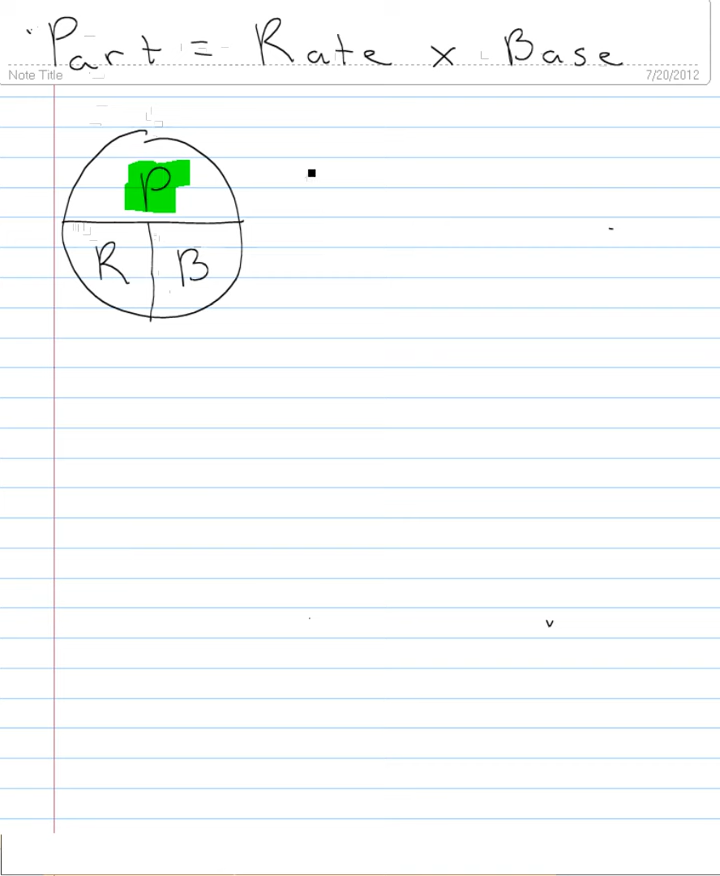 Part = Rate x Base
Note Title
7/20/2012
P
R B
v